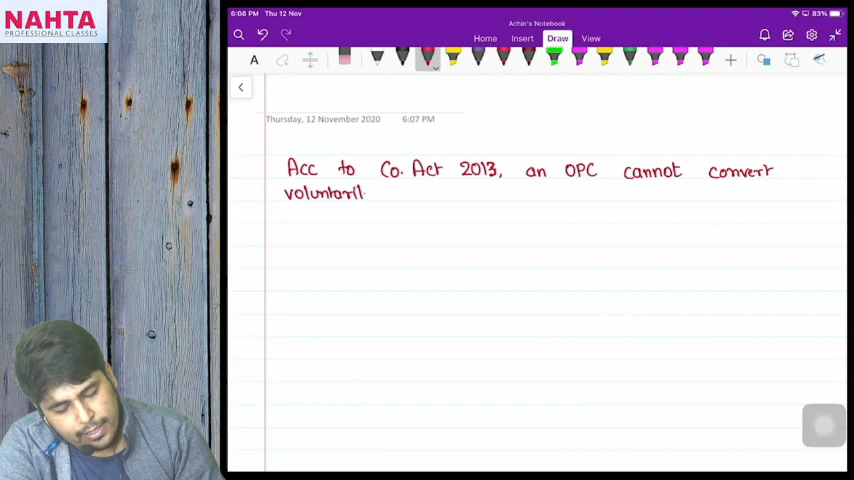 NAHTA
PROFESSIONAL CLASSES
6:08 PM Thu 12 Nov
83%
Achin's Notebook
Home Insert Draw View
A
Thursday, 12 November 2020 6:07 PM
Acc to Co. Act 2013, an OPC cannot convert
voluntaril